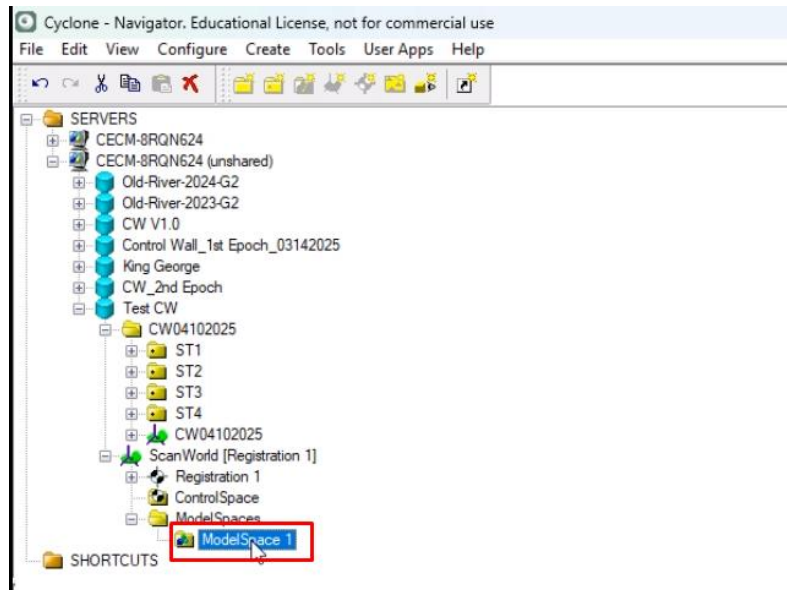 Cyclone - Navigator. Educational License, not for commercial use
File Edit View Configure Create Tools User Apps Help
SERVERS
CECM-8RQN624
CECM-8RQN624 (unshared)
Old-River-2024-G2
Old-River-2023-G2
CW V1.0
Control Wall_1st Epoch_03142025
King George
CW_2nd Epoch
Test CW
CW04102025
ST1
ST2
ST3
ST4
CW04102025
ScanWorld [Registration 1]
Registration 1
ControlSpace
ModelSpaces
ModelSpace 1
SHORTCUTS